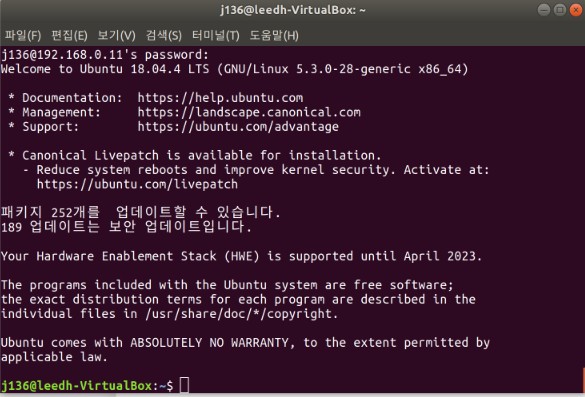 j136@leedh-VirtualBox: ~
파일(F) 편집(E) 보기(V) 검색(S) 터미널(T) 도움말(H)
j136@192.168.0.11's password:
Welcome to Ubuntu 18.04.4 LTS (GNU/Linux 5.3.0-28-generic x86_64)
* Documentation: https://help.ubuntu.com
* Management: https://landscape.canonical.com
* Support: https://ubuntu.com/advantage
* Canonical Livepatch is available for installation.
- Reduce system reboots and improve kernel security. Activate at:
https://ubuntu.com/livepatch
패키지 252개를 업데이트할 수 있습니다.
189 업데이트는 보안 업데이트입니다.
Your Hardware Enablement Stack (HWE) is supported until April 2023.
The programs included with the Ubuntu system are free software;
the exact distribution terms for each program are described in the
individual files in /usr/share/doc/*/copyright.
Ubuntu comes with ABSOLUTELY NO WARRANTY, to the extent permitted by
applicable law.
j136@leedh-VirtualBox:~$